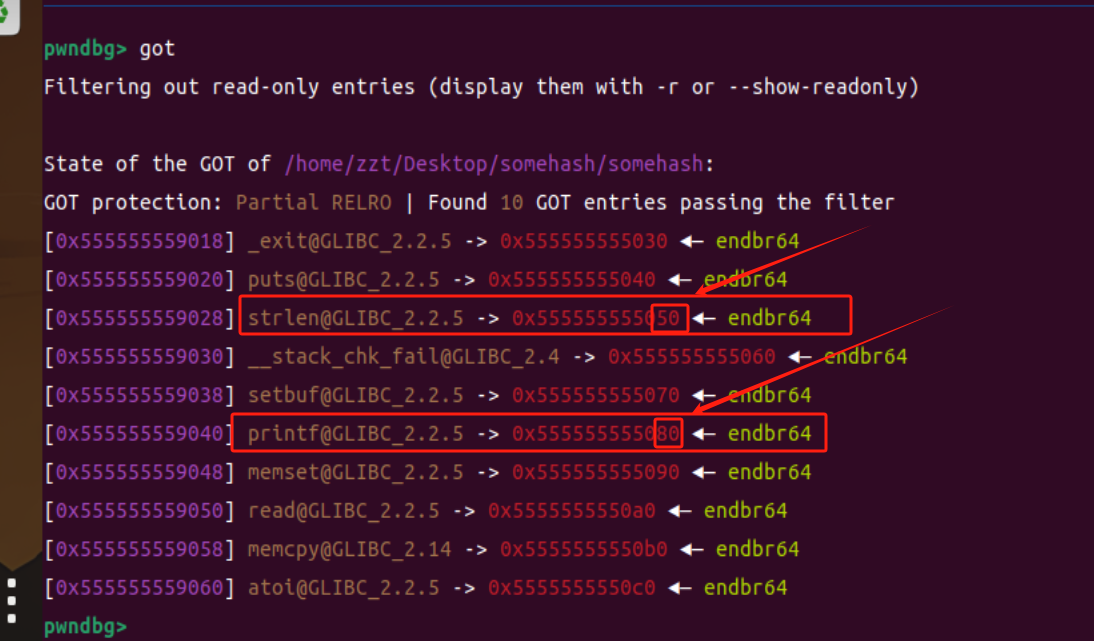 pwndbg> got
Filtering out read-only entries (display them with -r or --show-readonly)
State of the GOT of /home/zzt/Desktop/somehash/somehash:
GOT protection: Partial RELRO | Found 10 GOT entries passing the filter
[0x555555559018] _exit@GLIBC_2.2.5 -> 0x555555555030 ◂— endbr64
[0x555555559020] puts@GLIBC_2.2.5 -> 0x555555555040 ◂— endbr64
[0x555555559028] strlen@GLIBC_2.2.5 -> 0x555555555050 ◂— endbr64
[0x555555559030] __stack_chk_fail@GLIBC_2.4 -> 0x555555555060 ◂— endbr64
[0x555555559038] setbuf@GLIBC_2.2.5 -> 0x555555555070 ◂— endbr64
[0x555555559040] printf@GLIBC_2.2.5 -> 0x555555555080 ◂— endbr64
[0x555555559048] memset@GLIBC_2.2.5 -> 0x555555555090 ◂— endbr64
[0x555555559050] read@GLIBC_2.2.5 -> 0x5555555550a0 ◂— endbr64
[0x555555559058] memcpy@GLIBC_2.14 -> 0x5555555550b0 ◂— endbr64
[0x555555559060] atoi@GLIBC_2.2.5 -> 0x5555555550c0 ◂— endbr64
pwndbg>